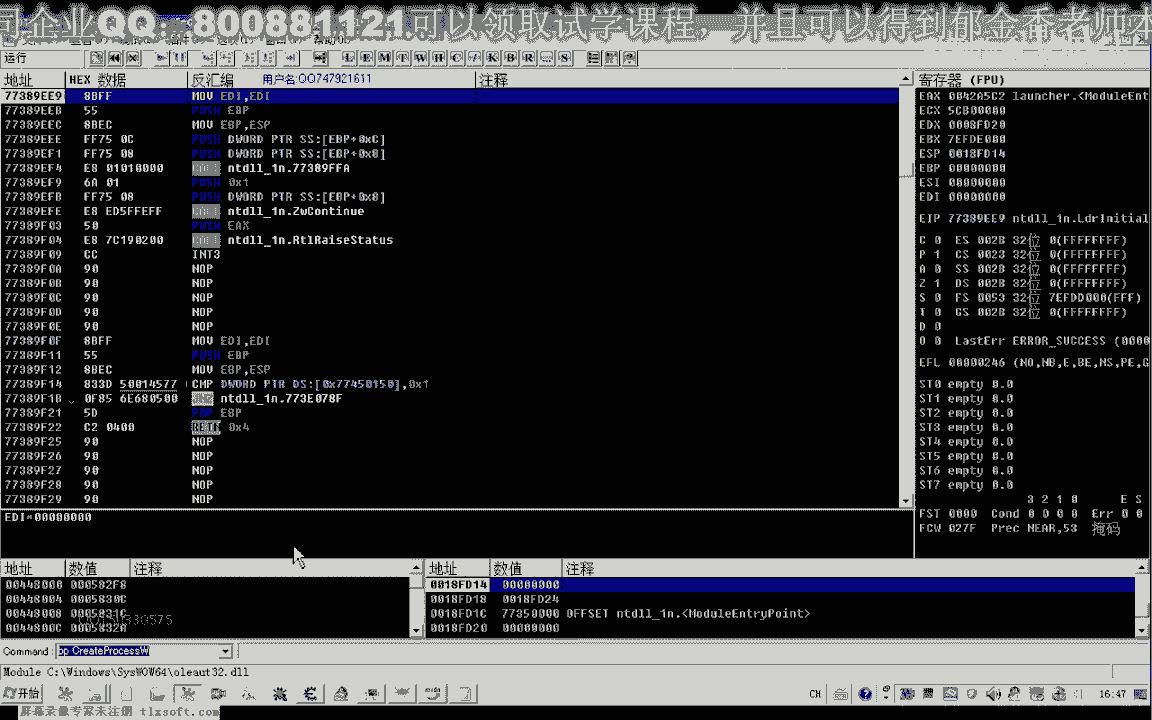 司企业QQ：800881121可以领取试学课程，并且可以得到郁金香老师本
运行
L E M T W H C / K B R ... S
地址 HEX 数据 反汇编 用户名:QQ747921611 注释
77389EE9 8BFF MOV EDI,EDI
77389EEB 55 PUSH EBP
77389EEC 8BEC MOV EBP,ESP
77389EEE FF75 0C PUSH DWORD PTR SS:[EBP+0xC]
77389EF1 FF75 08 PUSH DWORD PTR SS:[EBP+0x8]
77389EF4 E8 01010000 CALL ntdll_1n.77389FFA
77389EF9 6A 01 PUSH 0x1
77389EFB FF75 08 PUSH DWORD PTR SS:[EBP+0x8]
77389EFE E8 ED5FFEFF CALL ntdll_1n.ZwContinue
77389F03 50 PUSH EAX
77389F04 E8 7C190200 CALL ntdll_1n.RtlRaiseStatus
77389F09 CC INT3
77389F0A 90 NOP
77389F0B 90 NOP
77389F0C 90 NOP
77389F0D 90 NOP
77389F0E 90 NOP
77389F0F 8BFF MOV EDI,EDI
77389F11 55 PUSH EBP
77389F12 8BEC MOV EBP,ESP
77389F14 833D 50014577 CMP DWORD PTR DS:[0x77450150],0x1
77389F1B 0F85 6E680500 JNZ ntdll_1n.773E078F
77389F21 5D POP EBP
77389F22 C2 0400 RETN 0x4
77389F25 90 NOP
77389F26 90 NOP
77389F27 90 NOP
77389F28 90 NOP
77389F29 90 NOP
EDI=00000000
寄存器 (FPU)
EAX 0042A5C2 launcher.<ModuleEnt
ECX 5CB00000
EDX 0008FD20
EBX 7EFDE000
ESP 0018FD14
EBP 00000000
ESI 00000000
EDI 00000000
EIP 77389EE9 ntdll_1n.LdrInitial
C 0 ES 002B 32位 0(FFFFFFFF)
P 1 CS 0023 32位 0(FFFFFFFF)
A 0 SS 002B 32位 0(FFFFFFFF)
Z 1 DS 002B 32位 0(FFFFFFFF)
S 0 FS 0053 32位 7EFDD000(FFF)
T 0 GS 002B 32位 0(FFFFFFFF)
D 0
O 0 LastErr ERROR_SUCCESS (0000
EFL 00000246 (NO,NB,E,BE,NS,PE,G
ST0 empty 0.0
ST1 empty 0.0
ST2 empty 0.0
ST3 empty 0.0
ST4 empty 0.0
ST5 empty 0.0
ST6 empty 0.0
ST7 empty 0.0
3 2 1 0 E S
FST 0000 Cond 0 0 0 0 Err 0 0
FCW 027F Prec NEAR,53 掩码
地址 数值 注释
00448000 000582F8
00448004 0005830C
00448008 0005831C
0044800C 0005832A
地址 数值 注释
0018FD14 00000000
0018FD18 0018FD24
0018FD1C 77350000 OFFSET ntdll_1n.<ModuleEntryPoint>
0018FD20 00000000
Command: bp CreateProcessW
Module C:\Windows\SysWOW64\oleaut32.dll
开始 CH 16:47
屏幕录像专家未注册 tlxsoft.com